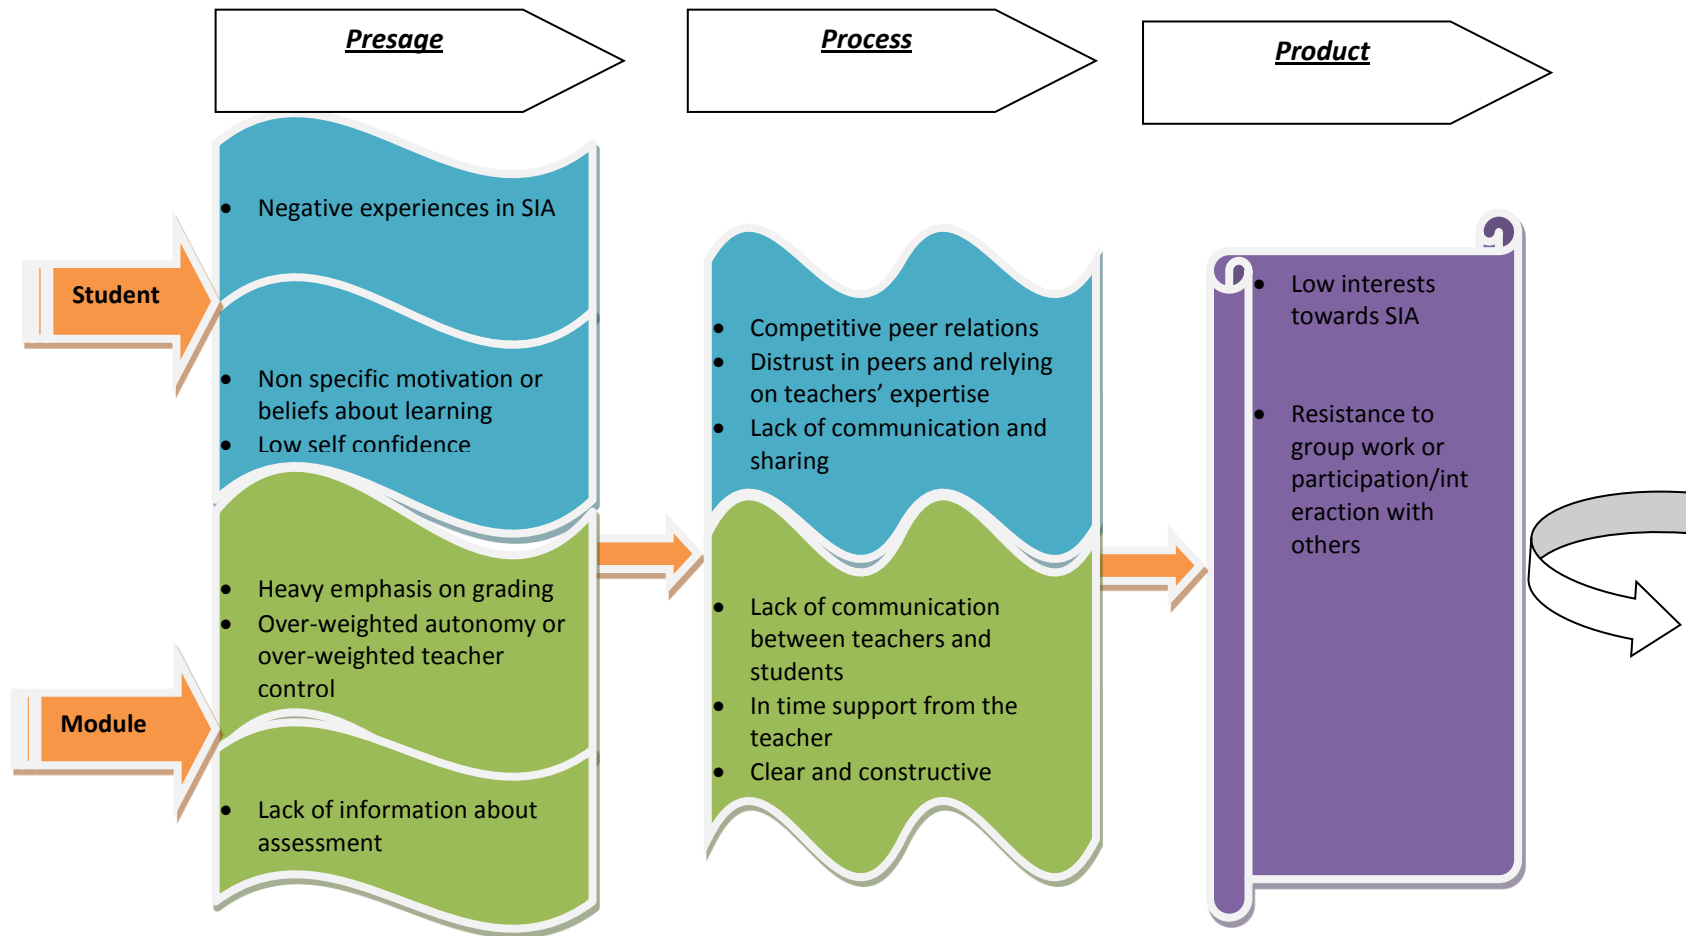 Presage
Process
Product
Student
• Negative experiences in SIA
• Non specific motivation or
beliefs about learning
• Low self confidence
Module
• Heavy emphasis on grading
• Over-weighted autonomy or
over-weighted teacher
control
• Lack of information about
assessment
• Competitive peer relations
• Distrust in peers and relying
on teachers’ expertise
• Lack of communication and
sharing
• Lack of communication
between teachers and
students
• In time support from the
teacher
• Clear and constructive
• Low interests
towards SIA
• Resistance to
group work or
participation/int
eraction with
others